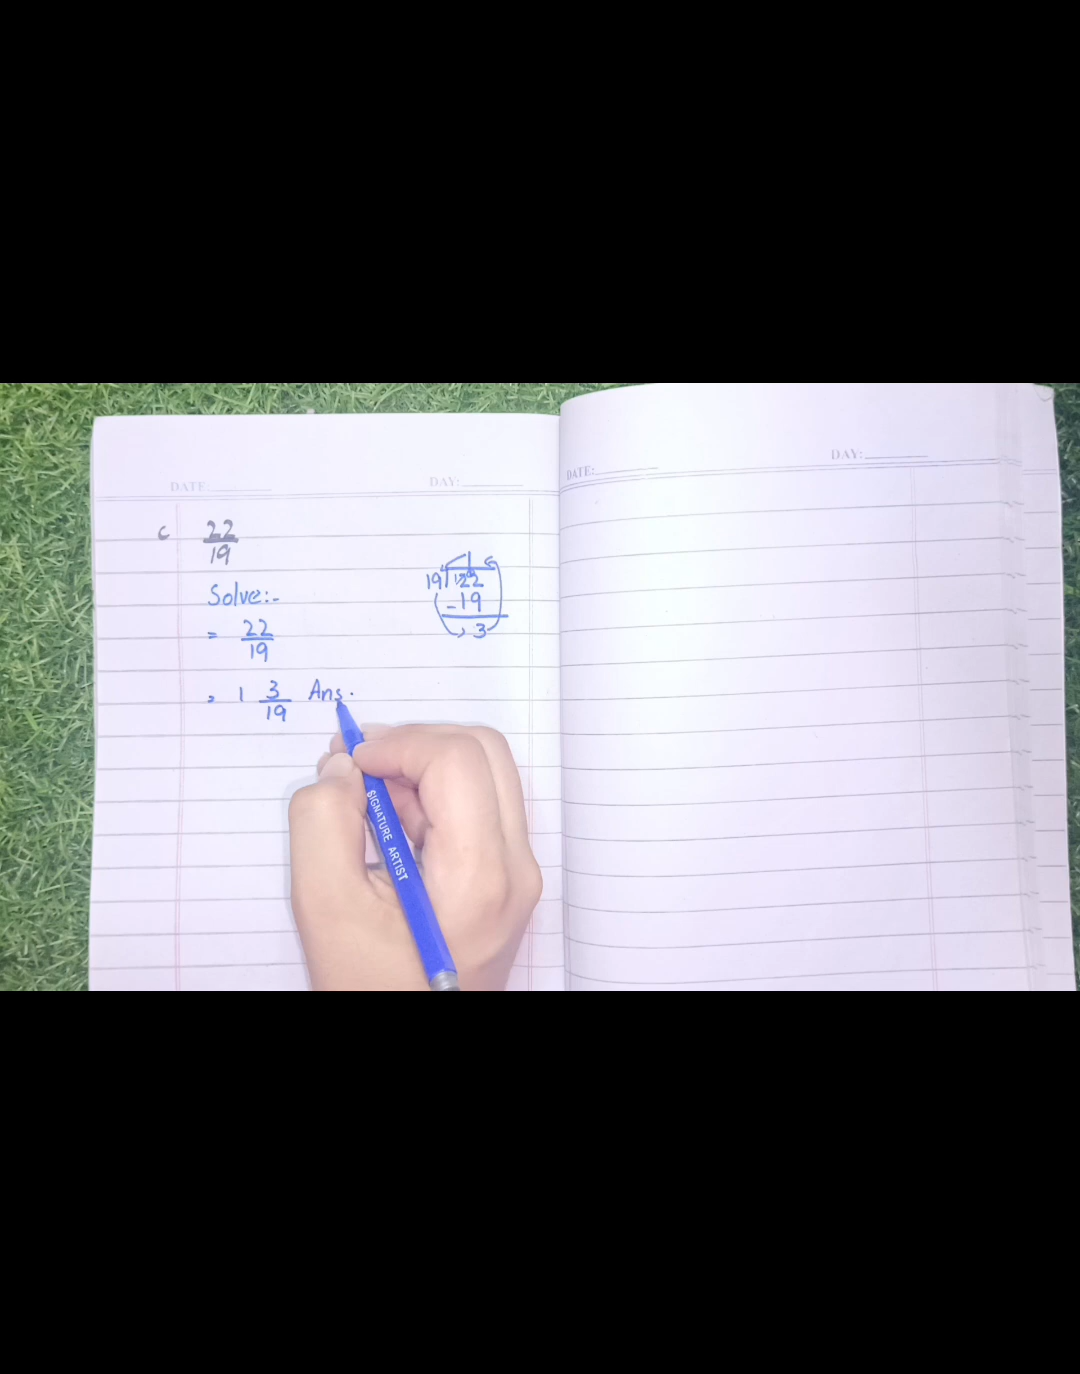 DATE:
DAY:
c 22/19
Solve:-
= 22/19
= 1 3/19 Ans.
1
19 22
-19
3
DATE:
DAY:
SIGNATURE ARTIST